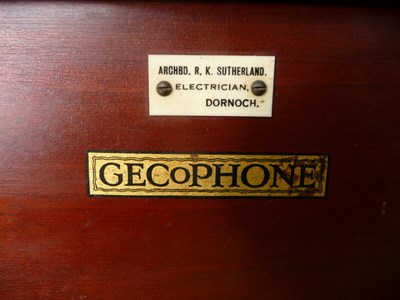 ARCHBD. R. K. SUTHERLAND.
ELECTRICIAN.
DORNOCH.
GECoPHONE